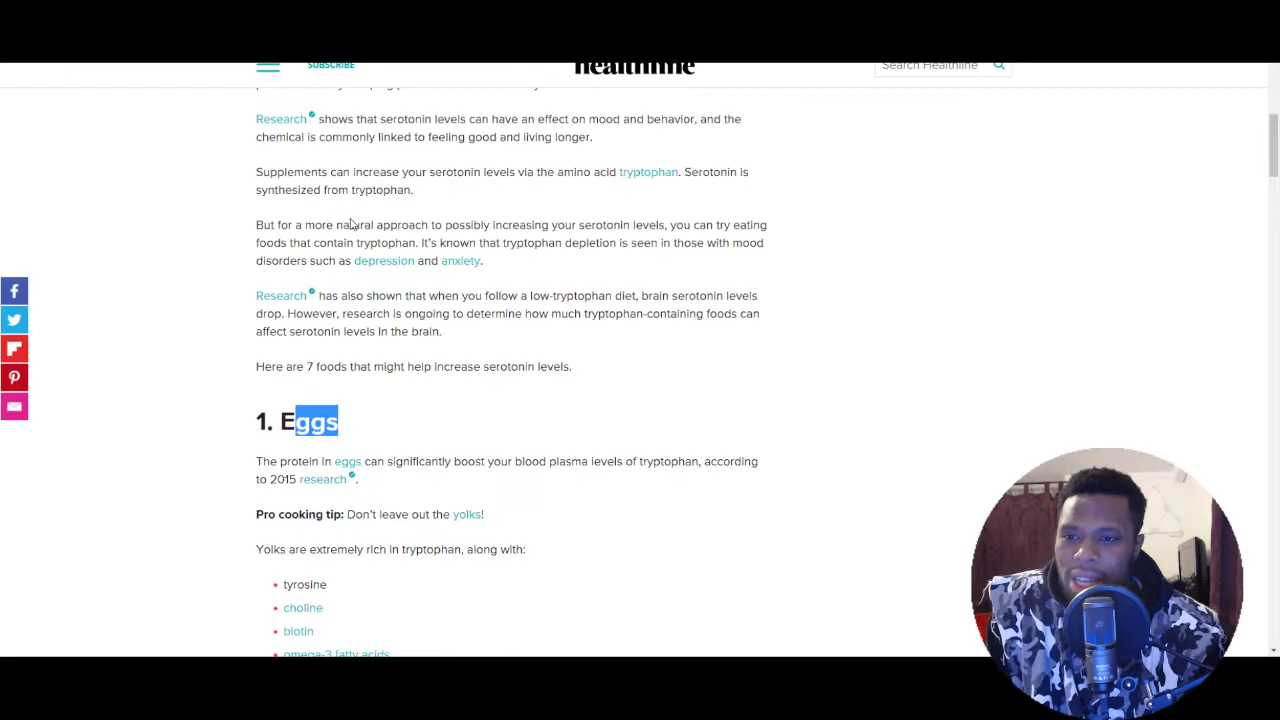 SUBSCRIBE
healthline
Search Healthline
Research shows that serotonin levels can have an effect on mood and behavior, and the
chemical is commonly linked to feeling good and living longer.
Supplements can increase your serotonin levels via the amino acid tryptophan. Serotonin is
synthesized from tryptophan.
But for a more natural approach to possibly increasing your serotonin levels, you can try eating
foods that contain tryptophan. It's known that tryptophan depletion is seen in those with mood
disorders such as depression and anxiety.
Research has also shown that when you follow a low-tryptophan diet, brain serotonin levels
drop. However, research is ongoing to determine how much tryptophan-containing foods can
affect serotonin levels in the brain.
Here are 7 foods that might help increase serotonin levels.
1. Eggs
The protein in eggs can significantly boost your blood plasma levels of tryptophan, according
to 2015 research.
Pro cooking tip: Don't leave out the yolks!
Yolks are extremely rich in tryptophan, along with:
• tyrosine
• choline
• biotin
• omega-3 fatty acids